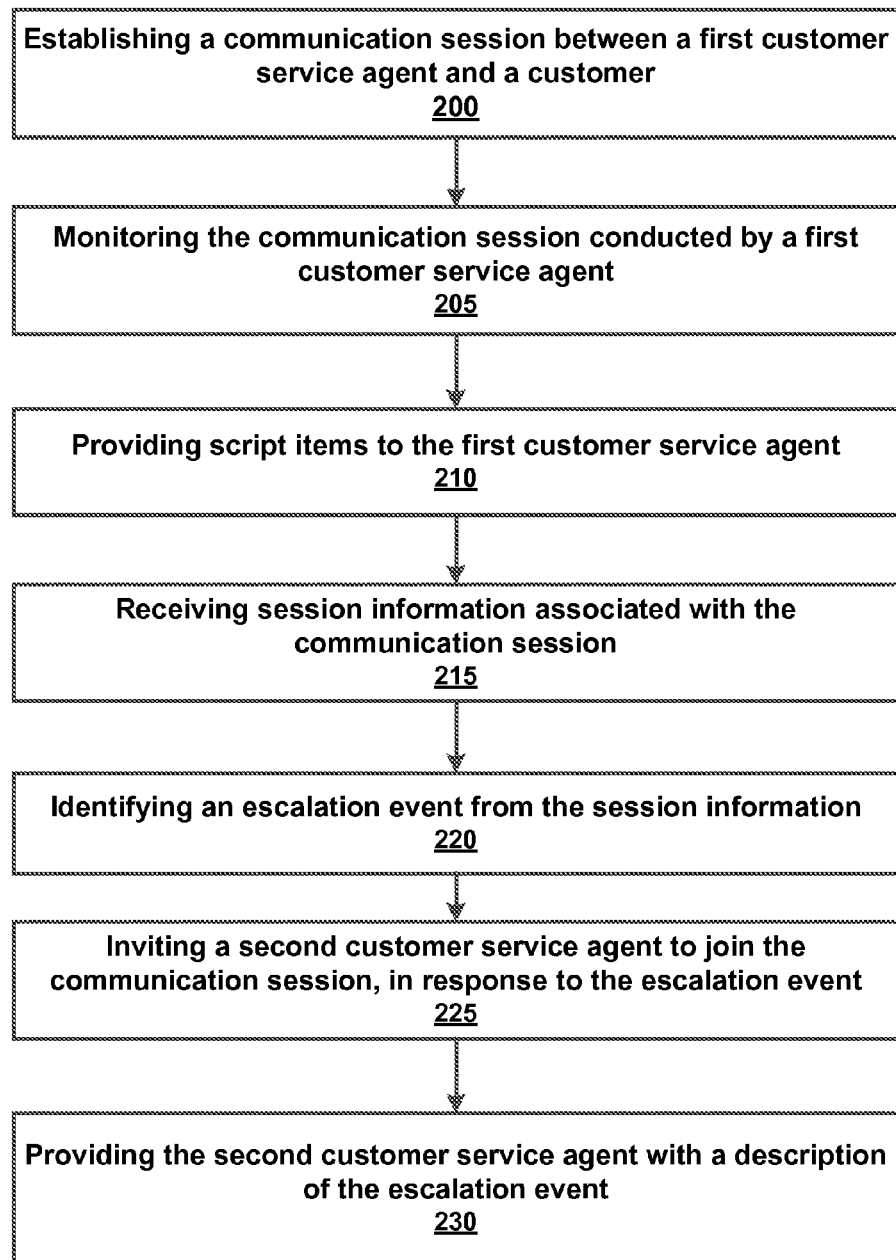 Establishing a communication session between a first customer
service agent and a customer
200
Monitoring the communication session conducted by a first
customer service agent
205
Providing script items to the first customer service agent
210
Receiving session information associated with the
communication session
215
Identifying an escalation event from the session information
220
Inviting a second customer service agent to join the
communication session, in response to the escalation event
225
Providing the second customer service agent with a description
of the escalation event
230